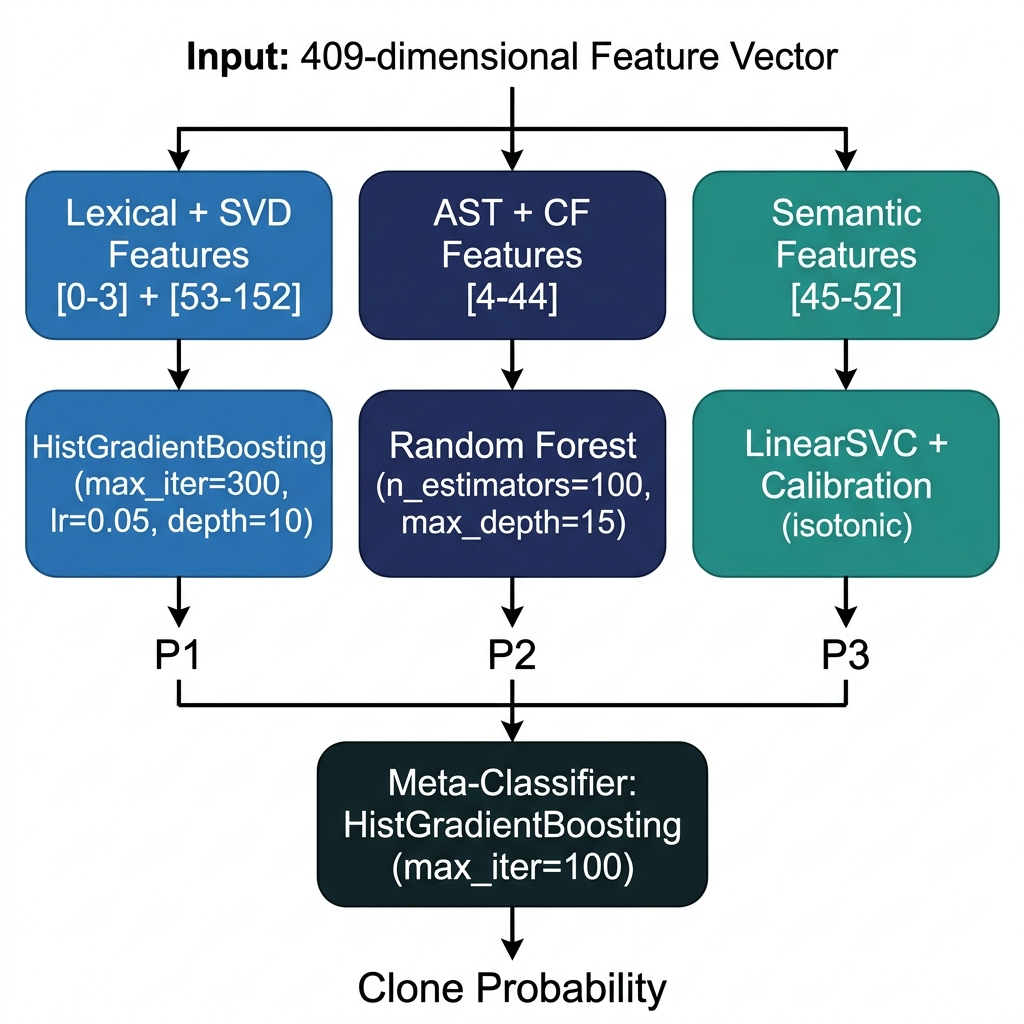 Input: 409-dimensional Feature Vector
Lexical + SVD
Features
[0-3] + [53-152]
AST + CF
Features
[4-44]
Semantic
Features
[45-52]
HistGradientBoosting
(max_iter=300,
lr=0.05, depth=10)
Random Forest
(n_estimators=100,
max_depth=15)
LinearSVC +
Calibration
(isotonic)
P1
P2
P3
Meta-Classifier:
HistGradientBoosting
(max_iter=100)
Clone Probability